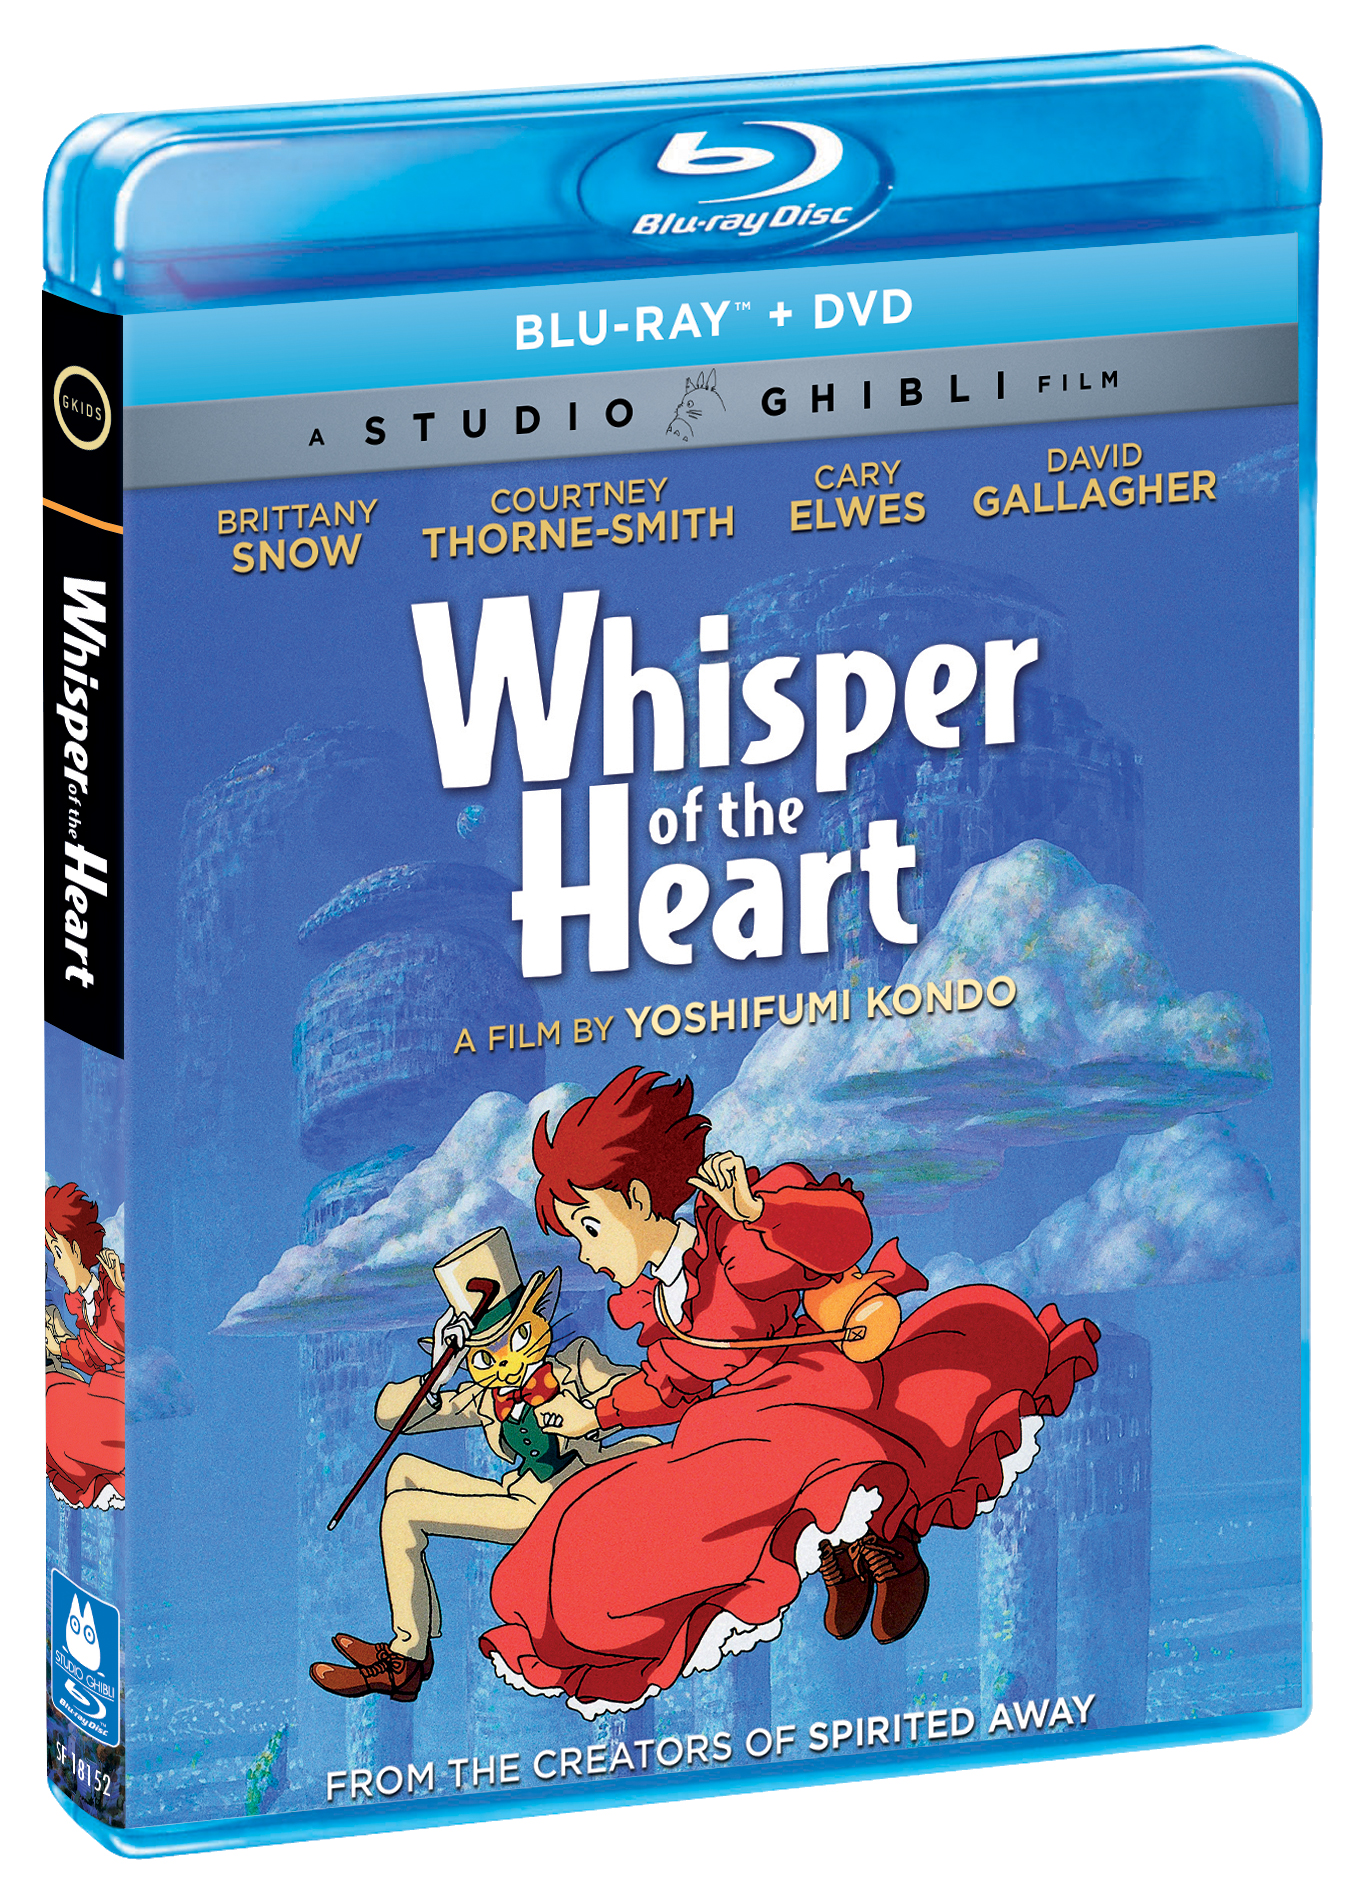 Blu-ray Disc
BLU-RAY™ + DVD
A STUDIO GHIBLI FILM
BRITTANY SNOW
COURTNEY THORNE-SMITH
CARY ELWES
DAVID GALLAGHER
Whisper
of the
Heart
A FILM BY YOSHIFUMI KONDO
FROM THE CREATORS OF SPIRITED AWAY
GKIDS
Whisper of the Heart
STUDIO GHIBLI
Blu-ray Disc™
SF 18152